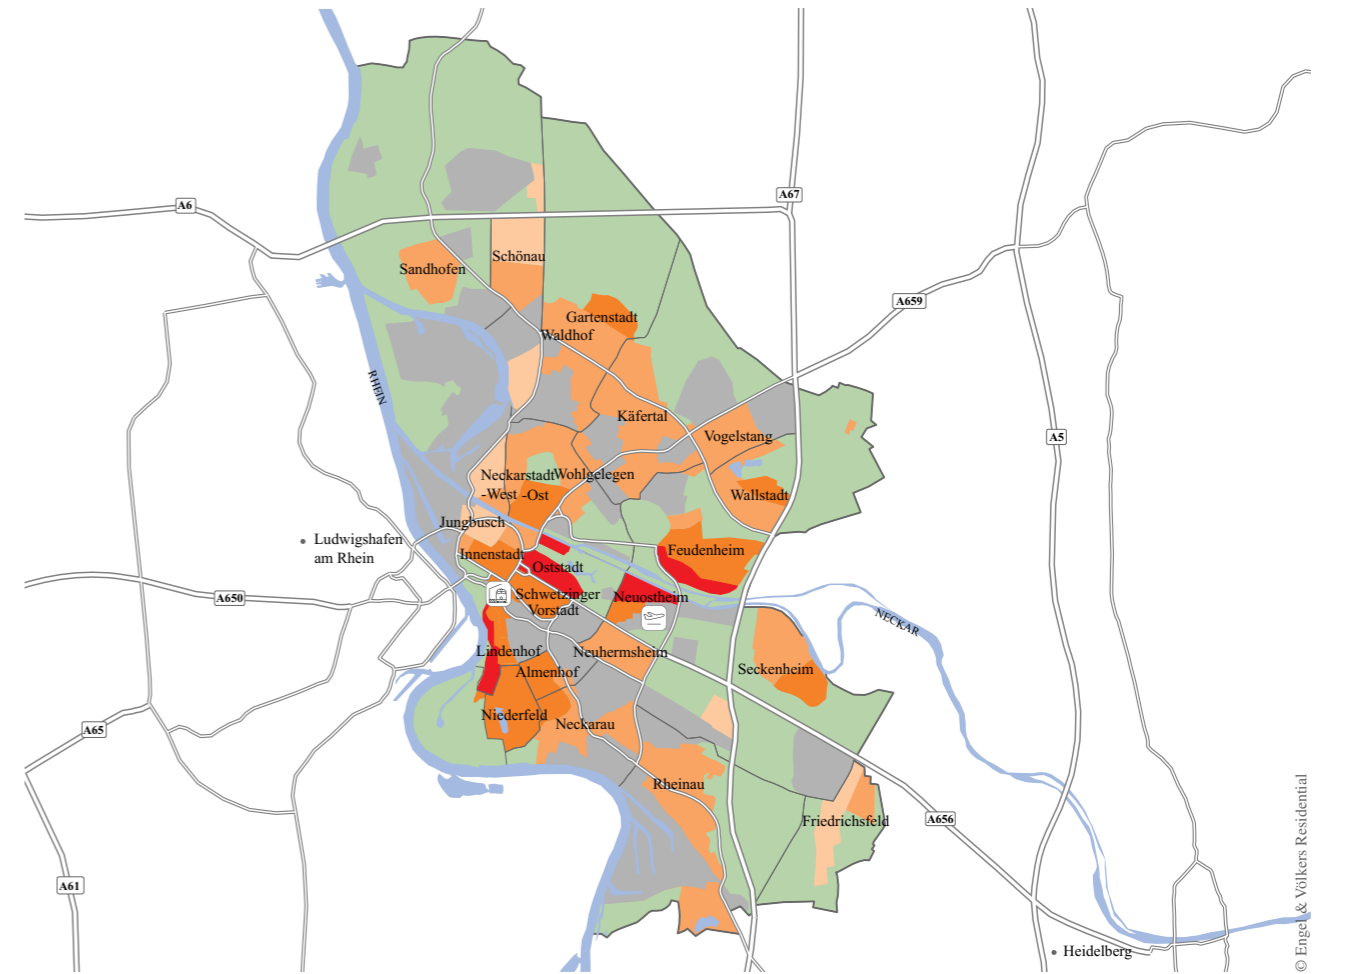 A67
A6
Schönau
Sandhofen
A659
Gartenstadt
Waldhof
RHEIN
Käfertal
Vogelstang
A5
Neckarstadt
Wohlgelegen
-West -Ost
Wallstadt
Jungbusch
Ludwigshafen
am Rhein
Innenstadt
Feudenheim
Oststadt
A650
Schwetzinger
Vorstadt
Neuostheim
NECKAR
Lindenhof
Neuhermsheim
Almenhof
Seckenheim
Niederfeld
Neckarau
A65
Rheinau
Friedrichsfeld
A656
A61
Heidelberg
© Engel & Völkers Residential